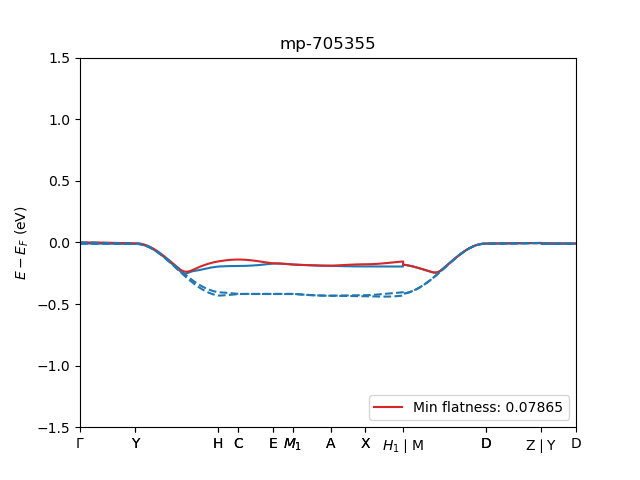 mp-705355
1.5
1.0
0.5
0.0
−0.5
−1.0
−1.5
E − E_F (eV)
Min flatness: 0.07865
Γ Y H C E M_1 A X H_1 | M D Z | Y D